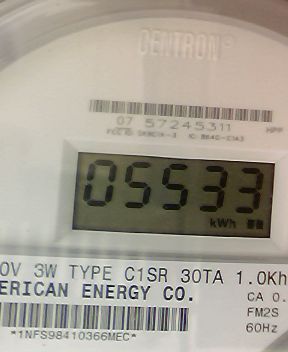 CENTRON®
07 57245311 HPP
05533
kWh
0V 3W TYPE C1SR 30TA 1.0Kh
ERICAN ENERGY CO.
CA 0.
FM2S
60Hz
*1NFS98410366MEC*